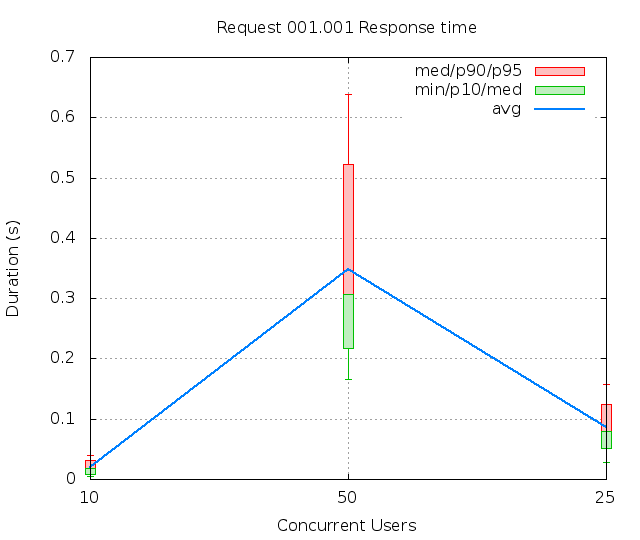 Request 001.001 Response time
med/p90/p95
min/p10/med
avg
0.7
0.6
0.5
0.4
0.3
0.2
0.1
0
Duration (s)
10 50 25
Concurrent Users